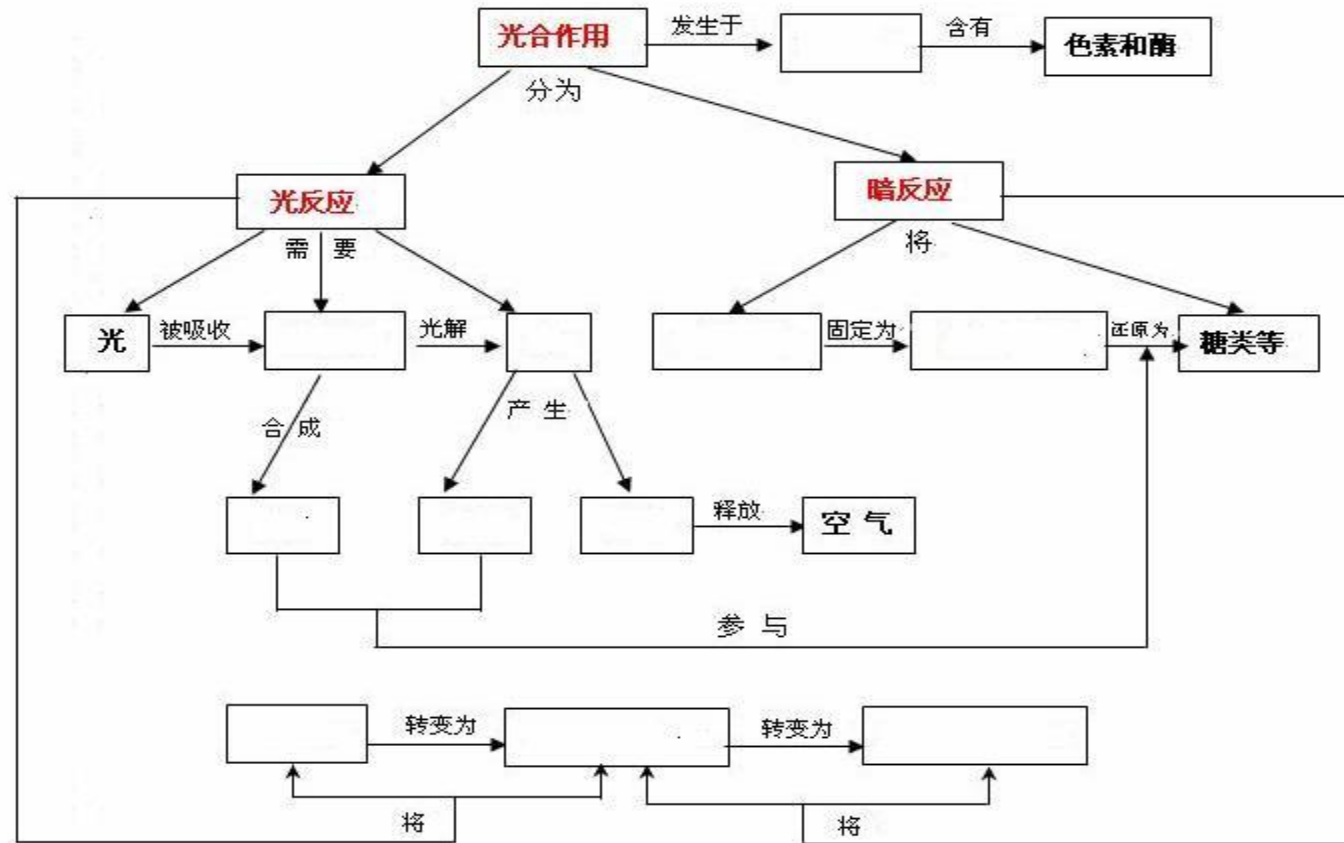 光合作用
发生于
含有
色素和酶
分为
光反应
暗反应
需 要
将
光
被吸收
光解
固定为
还原为
糖类等
合 成
产 生
释放
空 气
参 与
转变为
转变为
将
将